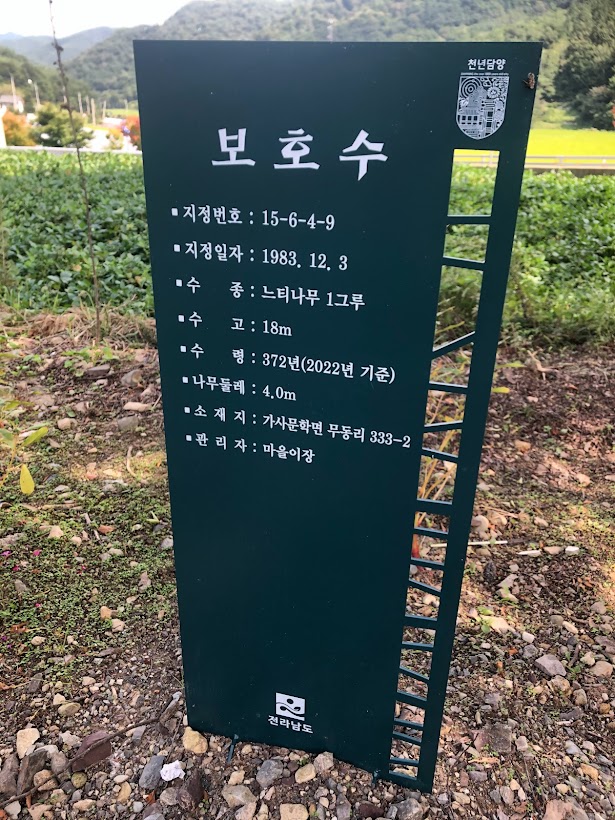 천년담양
보호수
▪ 지정번호 : 15-6-4-9
▪ 지정일자 : 1983. 12. 3
▪ 수 종 : 느티나무 1그루
▪ 수 고 : 18m
▪ 수 령 : 372년(2022년 기준)
▪ 나무둘레 : 4.0m
▪ 소 재 지 : 가사문학면 무동리 333-2
▪ 관 리 자 : 마을이장
전라남도